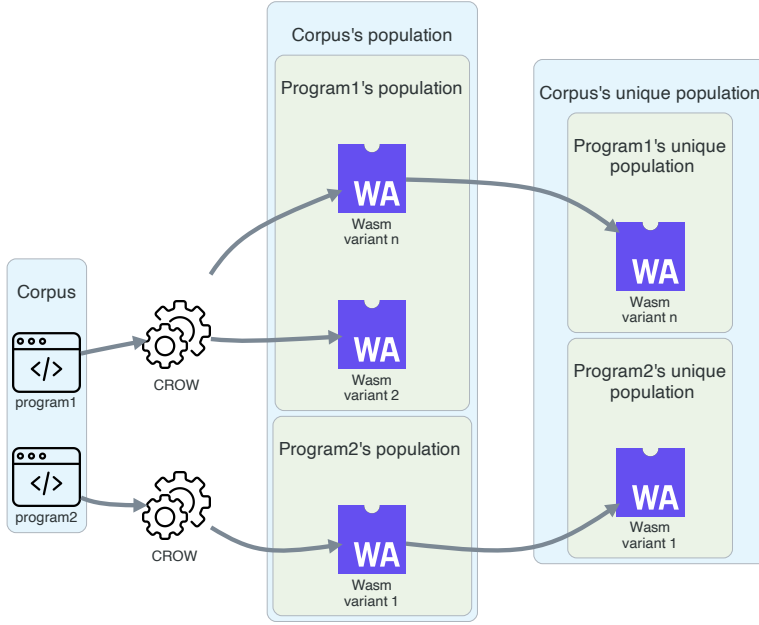 Corpus
</>
program1
</>
program2
CROW
CROW
Corpus's population
Program1's population
WA
Wasm
variant n
WA
Wasm
variant 2
Program2's population
WA
Wasm
variant 1
Corpus's unique population
Program1's unique
population
WA
Wasm
variant n
Program2's unique
population
WA
Wasm
variant 1